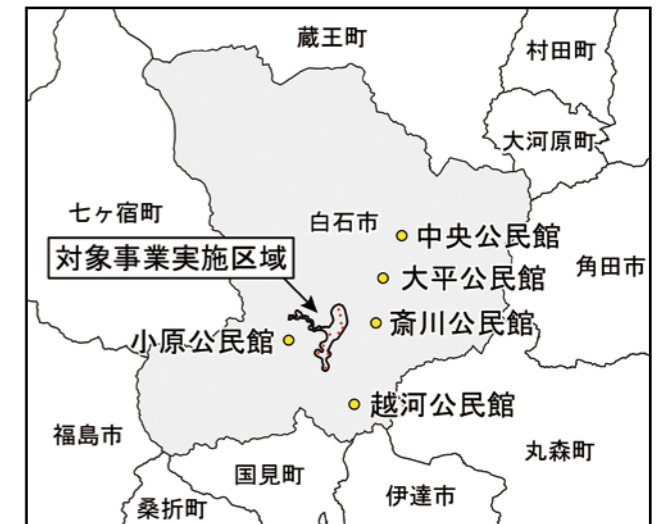 蔵王町
村田町
大河原町
七ヶ宿町
白石市
中央公民館
対象事業実施区域
大平公民館
角田市
斎川公民館
小原公民館
越河公民館
福島市
丸森町
国見町
伊達市
桑折町